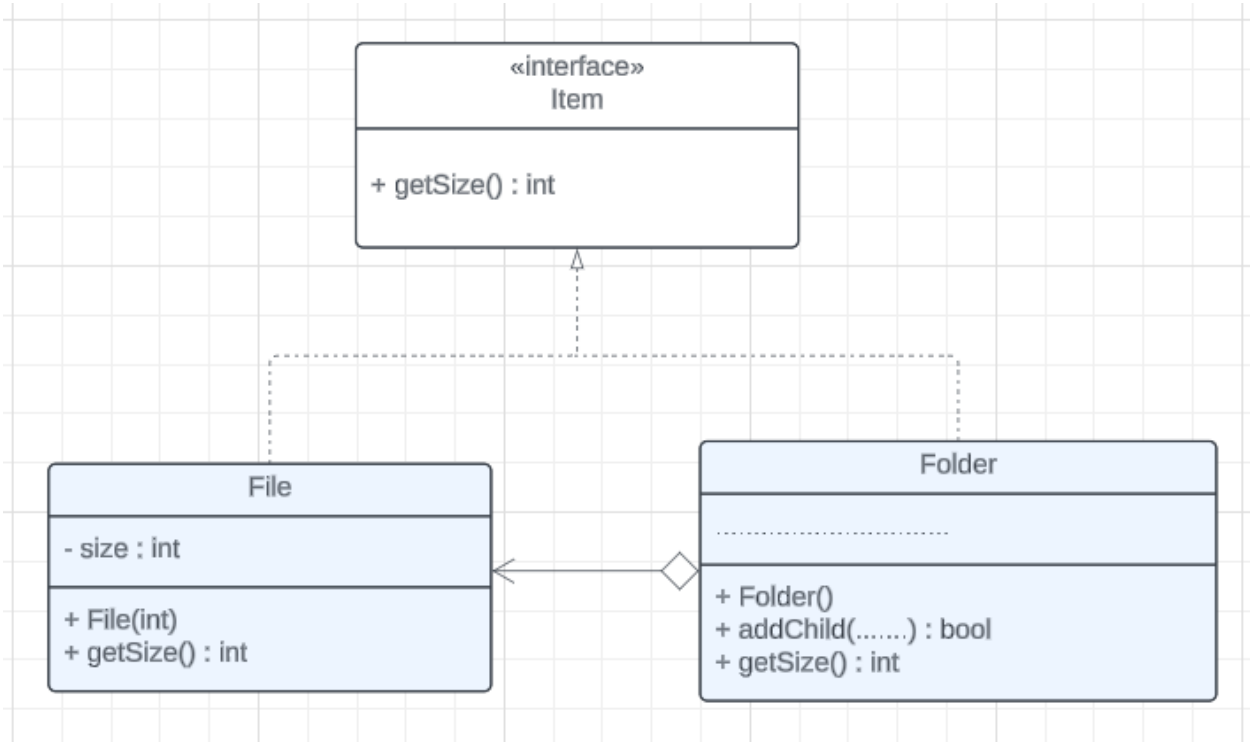 «interface»
Item
+ getSize() : int
File
- size : int
+ File(int)
+ getSize() : int
Folder
..............................
+ Folder()
+ addChild(.......) : bool
+ getSize() : int